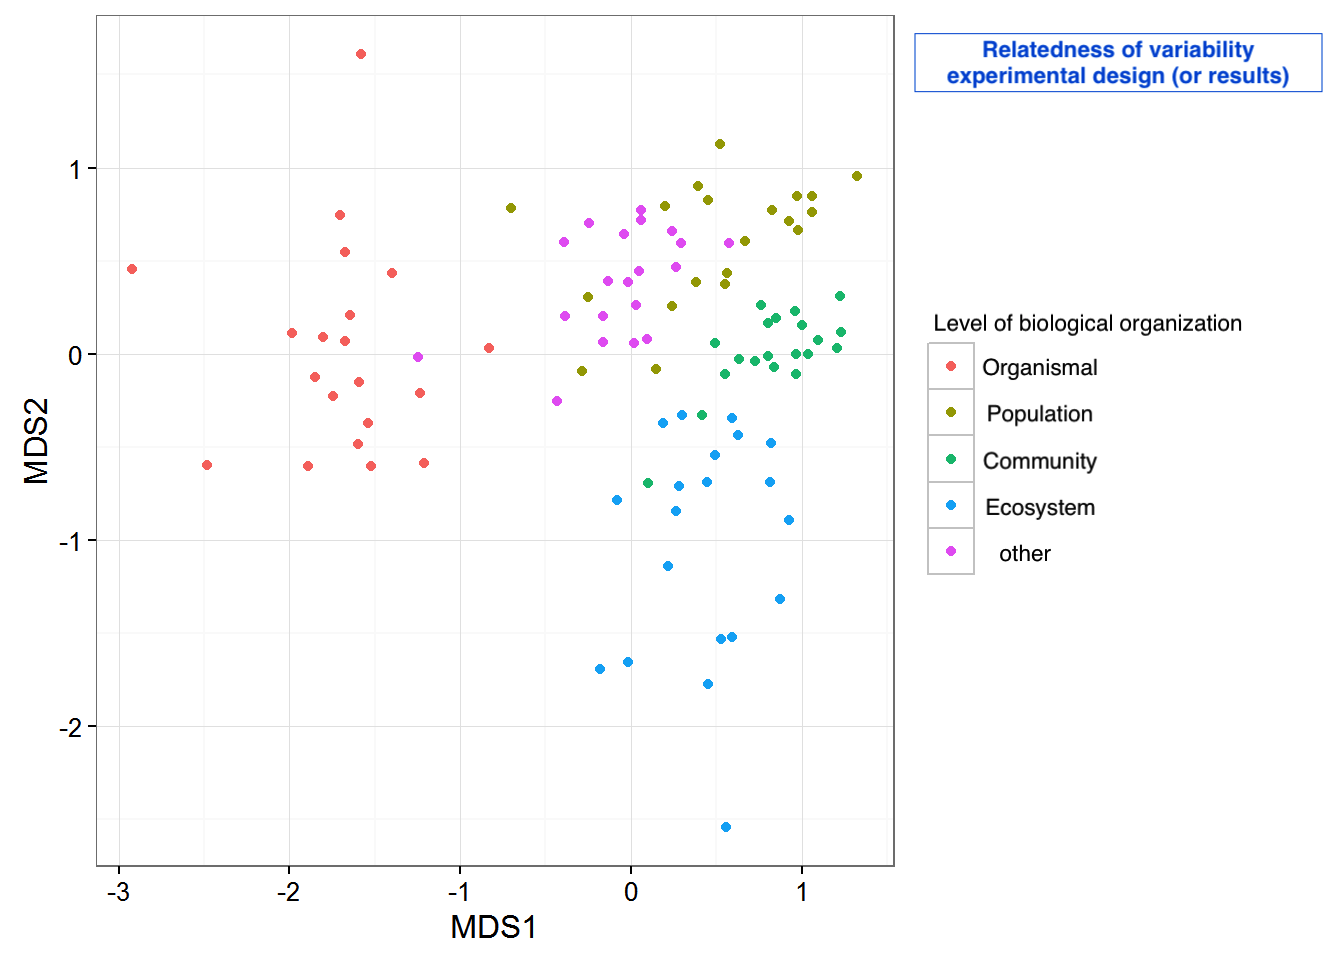 Relatedness of variability
experimental design (or results)
1
0
-1
-2
MDS2
-3
-2
-1
0
1
MDS1
Level of biological organization
Organismal
Population
Community
Ecosystem
other